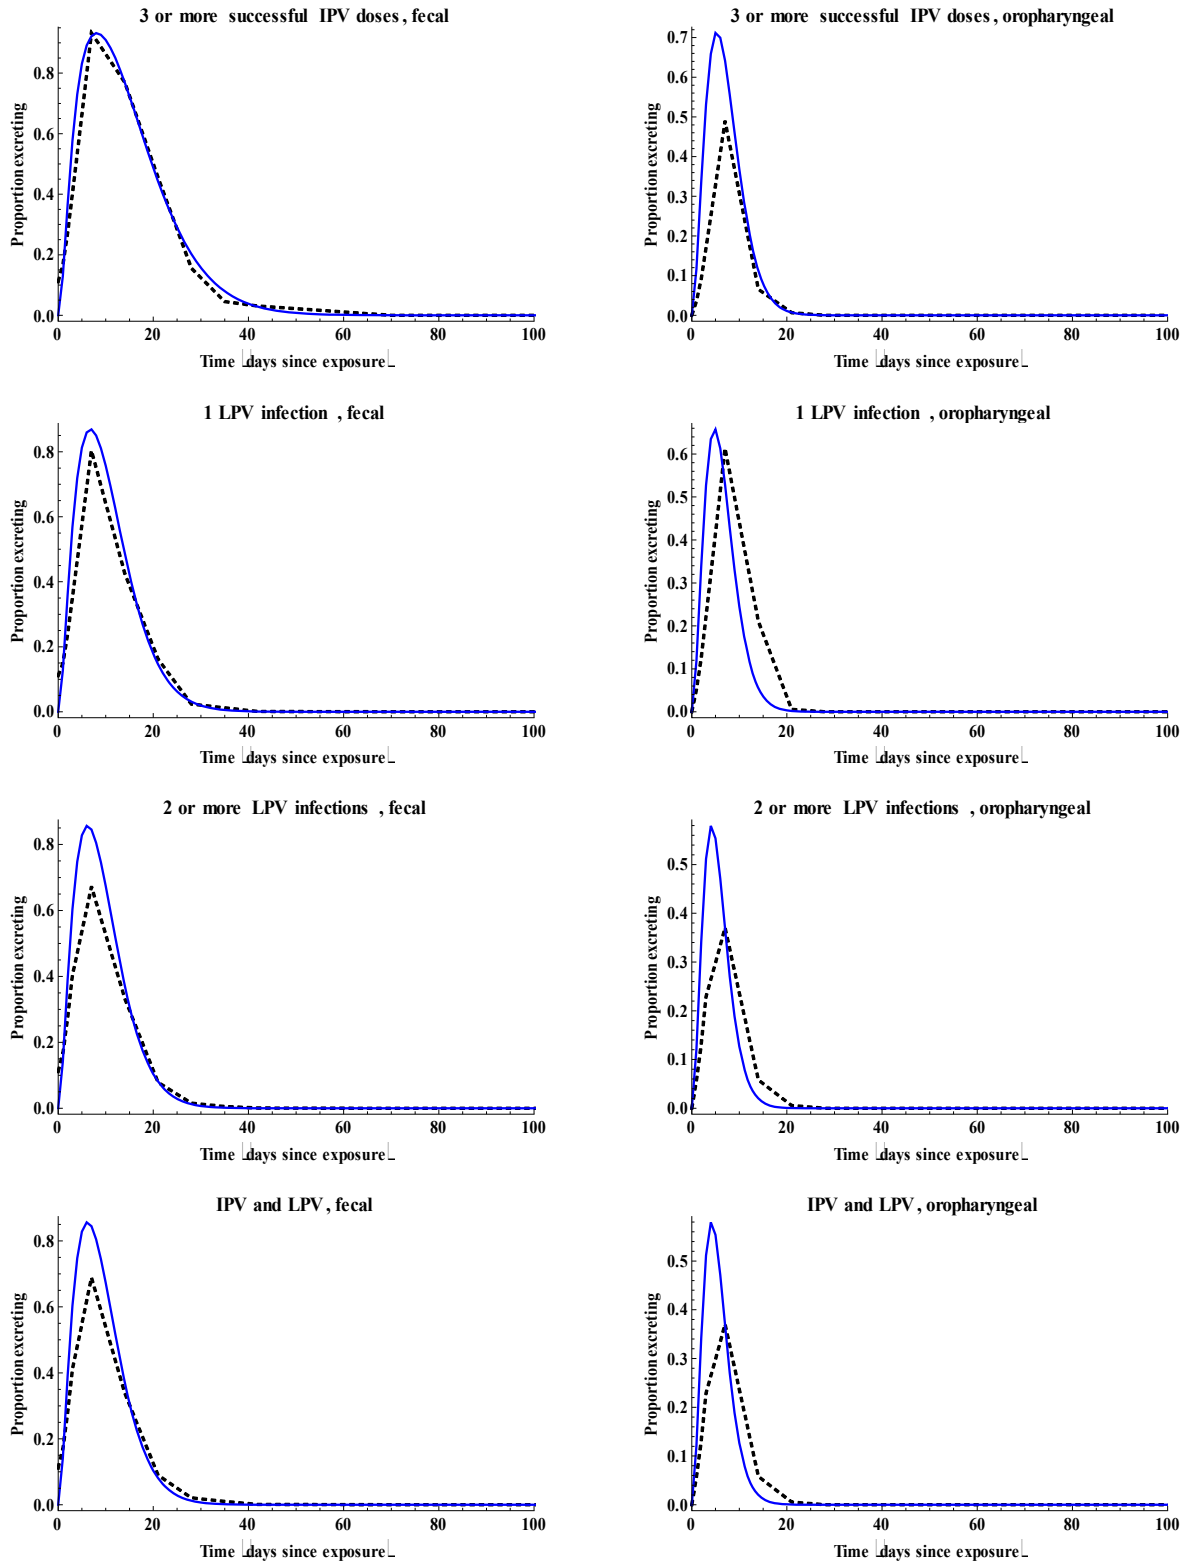 3 or more successful IPV doses, fecal
Proportion excreting
0.8
0.6
0.4
0.2
0.0
0 20 40 60 80 100
Time days since exposure
3 or more successful IPV doses, oropharyngeal
Proportion excreting
0.7
0.6
0.5
0.4
0.3
0.2
0.1
0.0
0 20 40 60 80 100
Time days since exposure
1 LPV infection, fecal
Proportion excreting
0.8
0.6
0.4
0.2
0.0
0 20 40 60 80 100
Time days since exposure
1 LPV infection, oropharyngeal
Proportion excreting
0.6
0.5
0.4
0.3
0.2
0.1
0.0
0 20 40 60 80 100
Time days since exposure
2 or more LPV infections, fecal
Proportion excreting
0.8
0.6
0.4
0.2
0.0
0 20 40 60 80 100
Time days since exposure
2 or more LPV infections, oropharyngeal
Proportion excreting
0.5
0.4
0.3
0.2
0.1
0.0
0 20 40 60 80 100
Time days since exposure
IPV and LPV, fecal
Proportion excreting
0.8
0.6
0.4
0.2
0.0
0 20 40 60 80 100
Time days since exposure
IPV and LPV, oropharyngeal
Proportion excreting
0.5
0.4
0.3
0.2
0.1
0.0
0 20 40 60 80 100
Time days since exposure